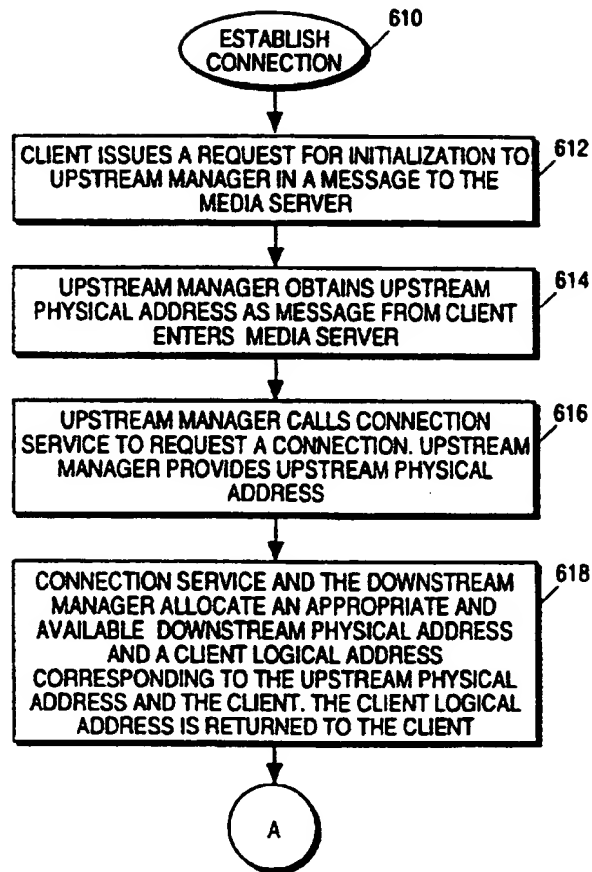 610
ESTABLISH
CONNECTION
612
CLIENT ISSUES A REQUEST FOR INITIALIZATION TO
UPSTREAM MANAGER IN A MESSAGE TO THE
MEDIA SERVER
614
UPSTREAM MANAGER OBTAINS UPSTREAM
PHYSICAL ADDRESS AS MESSAGE FROM CLIENT
ENTERS MEDIA SERVER
616
UPSTREAM MANAGER CALLS CONNECTION
SERVICE TO REQUEST A CONNECTION. UPSTREAM
MANAGER PROVIDES UPSTREAM PHYSICAL
ADDRESS
618
CONNECTION SERVICE AND THE DOWNSTREAM
MANAGER ALLOCATE AN APPROPRIATE AND
AVAILABLE DOWNSTREAM PHYSICAL ADDRESS
AND A CLIENT LOGICAL ADDRESS
CORRESPONDING TO THE UPSTREAM PHYSICAL
ADDRESS AND THE CLIENT. THE CLIENT LOGICAL
ADDRESS IS RETURNED TO THE CLIENT
A